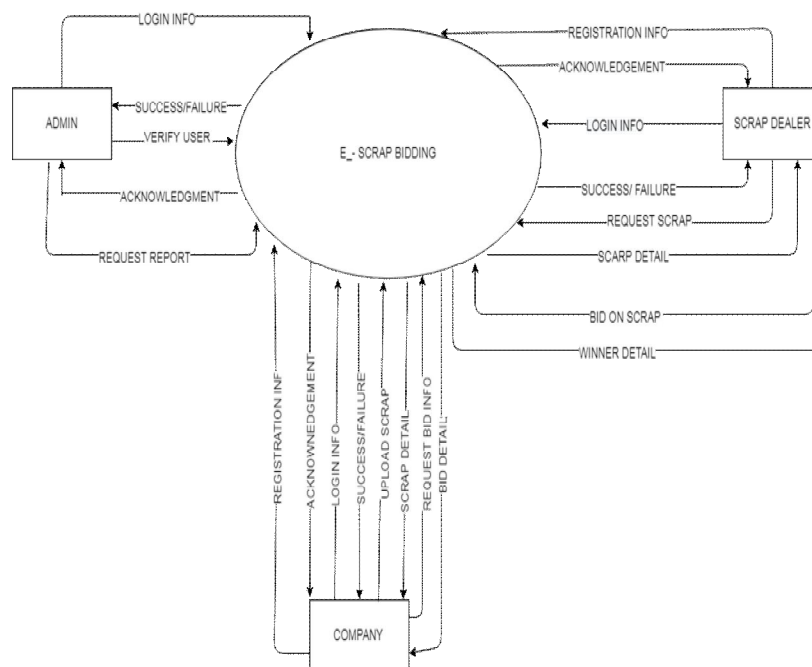 LOGIN INFO
REGISTRATION INFO
ACKNOWLEDGEMENT
SUCCESS/FAILURE
ADMIN
VERIFY USER
E_- SCRAP BIDDING
LOGIN INFO
SCRAP DEALER
ACKNOWLEDGMENT
SUCCESS/ FAILURE
REQUEST SCRAP
REQUEST REPORT
SCARP DETAIL
BID ON SCRAP
WINNER DETAIL
REGISTRATION INF
ACKNOWNEDGEMENT
LOGIN INFO
SUCCESS/FAILURE
UPLOAD SCRAP
SCRAP DETAIL
REQUEST BID INFO
BID DETAIL
COMPANY